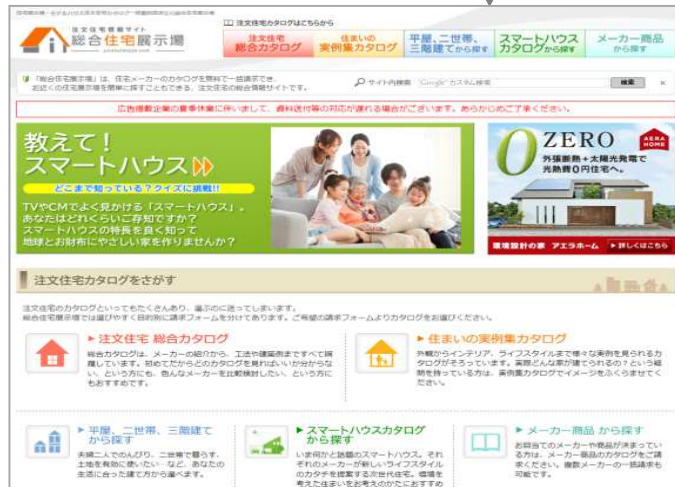 注文住宅カタログはこちらから
注文住宅情報サイト
総合住宅展示場
注文住宅
総合カタログ
住まいの
実例集カタログ
平屋、二世帯、
三階建てから探す
スマートハウス
カタログから探す
メーカー商品
から探す
「総合住宅展示場」は、住宅メーカーのカタログを無料で一括請求でき、
お近くの住宅展示場を簡単に探すこともできる、注文住宅の総合情報サイトです。
サイト内検索
Google カスタム検索
検索
×
広告掲載企業の夏季休業に伴いまして、資料送付等の対応が遅れる場合がございます。あらかじめご了承ください。
教えて！
スマートハウス
どこまで知っている？クイズに挑戦!!
TVやCMでよく見かける「スマートハウス」。
あなたはどれくらいご存知ですか？
スマートハウスの特長を良く知って
地球とお財布にやさしい家を作りませんか？
0 ZERO
AERA
HOME
外張断熱+太陽光発電で
光熱費0円住宅へ。
環境設計の家 アエラホーム
詳しくはこちら
注文住宅カタログをさがす
注文住宅のカタログといってもたくさんあり、選ぶのに迷ってしまいます。
総合住宅展示場では選びやすく目的別に請求フォームを分けてあります。ご希望の請求フォームよりカタログをお選びください。
注文住宅 総合カタログ
総合カタログは、メーカーの紹介から、工法や建築例まですべて網
羅しています。初めてだからどのカタログを見ればいいか分からな
い、という方にも、色んなメーカーを比較検討したい、という方に
もおすすめです。
住まいの実例集カタログ
外観からインテリア、ライフスタイルまで様々な実例を見られるカ
タログがそろっています。実際どんな家が建てられるの？という疑
問を持っている方は、実例集カタログでイメージをふくらませてく
ださい。
平屋、二世帯、三階建て
から探す
夫婦二人でのんびり、二世帯で暮らす、
土地を有効に使いたい…など、あなたの
生活に合った建て方から選べます。
スマートハウスカタログ
から探す
いま何かと話題のスマートハウス。それ
ぞれのメーカーが新しいライフスタイル
のカタチを提案する次世代住宅。環境を
考えた住まいをお考えのかたにおすすめ
メーカー商品 から探す
お目当てのメーカーや商品が決まってい
る方は、メーカー商品のカタログをご請
求ください。複数メーカーの一括請求も
可能です。